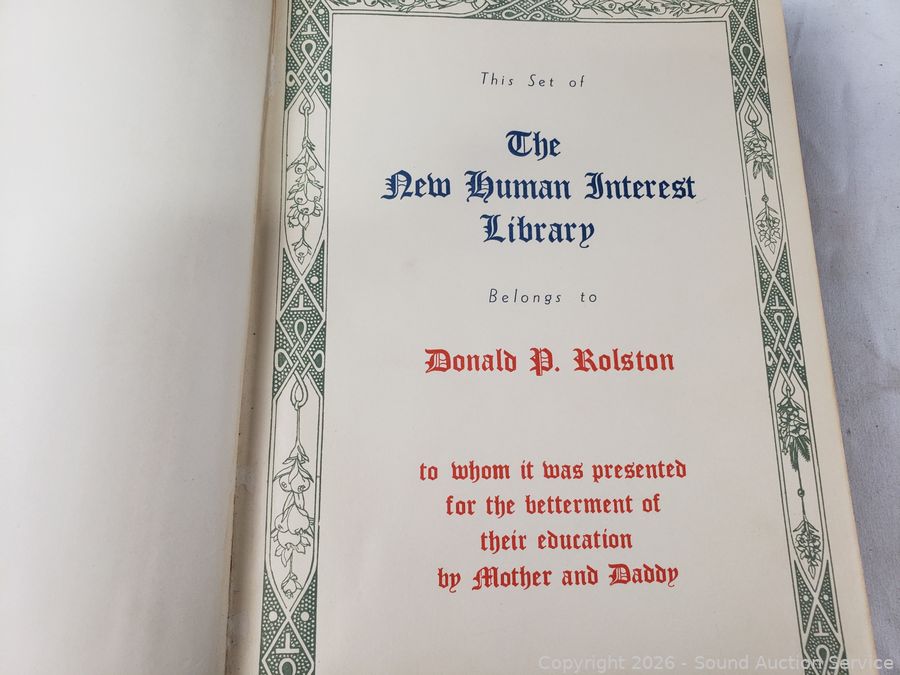 This Set of
The
New Human Interest
Library
Belongs to
Donald P. Rolston
to whom it was presented
for the betterment of
their education
by Mother and Daddy
Copyright 2026 - Sound Auction Service